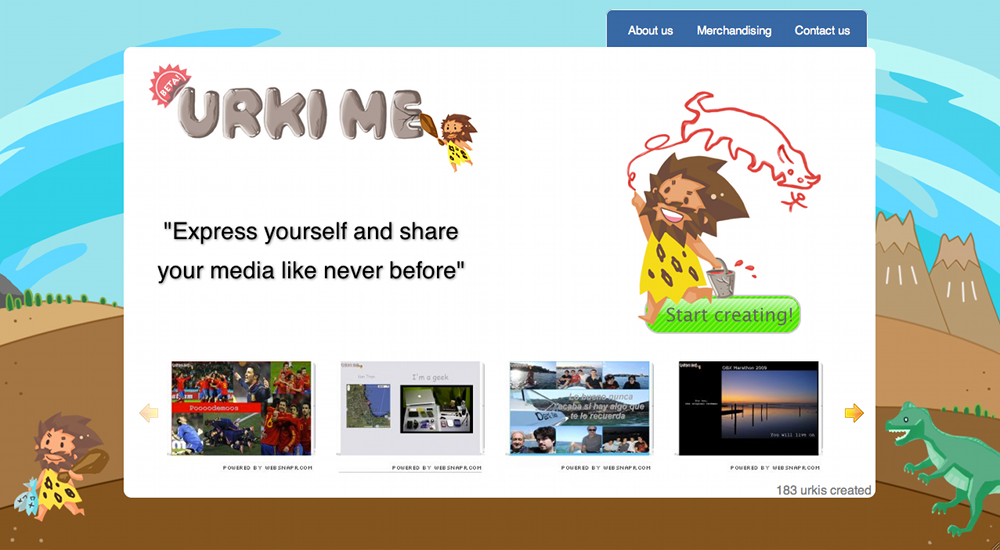 About us Merchandising Contact us
BETA!
URKI ME
"Express yourself and share
your media like never before"
Start creating!
Poooodemoos
I'm a geek
Lo bueno nunca
acaba si hay algo que
te lo recuerda
OBX Marathon 2009
You will live on
POWERED BY WEBSNAPR.COM
POWERED BY WEBSNAPR.COM
POWERED BY WEBSNAPR.COM
POWERED BY WEBSNAPR.COM
183 urkis created